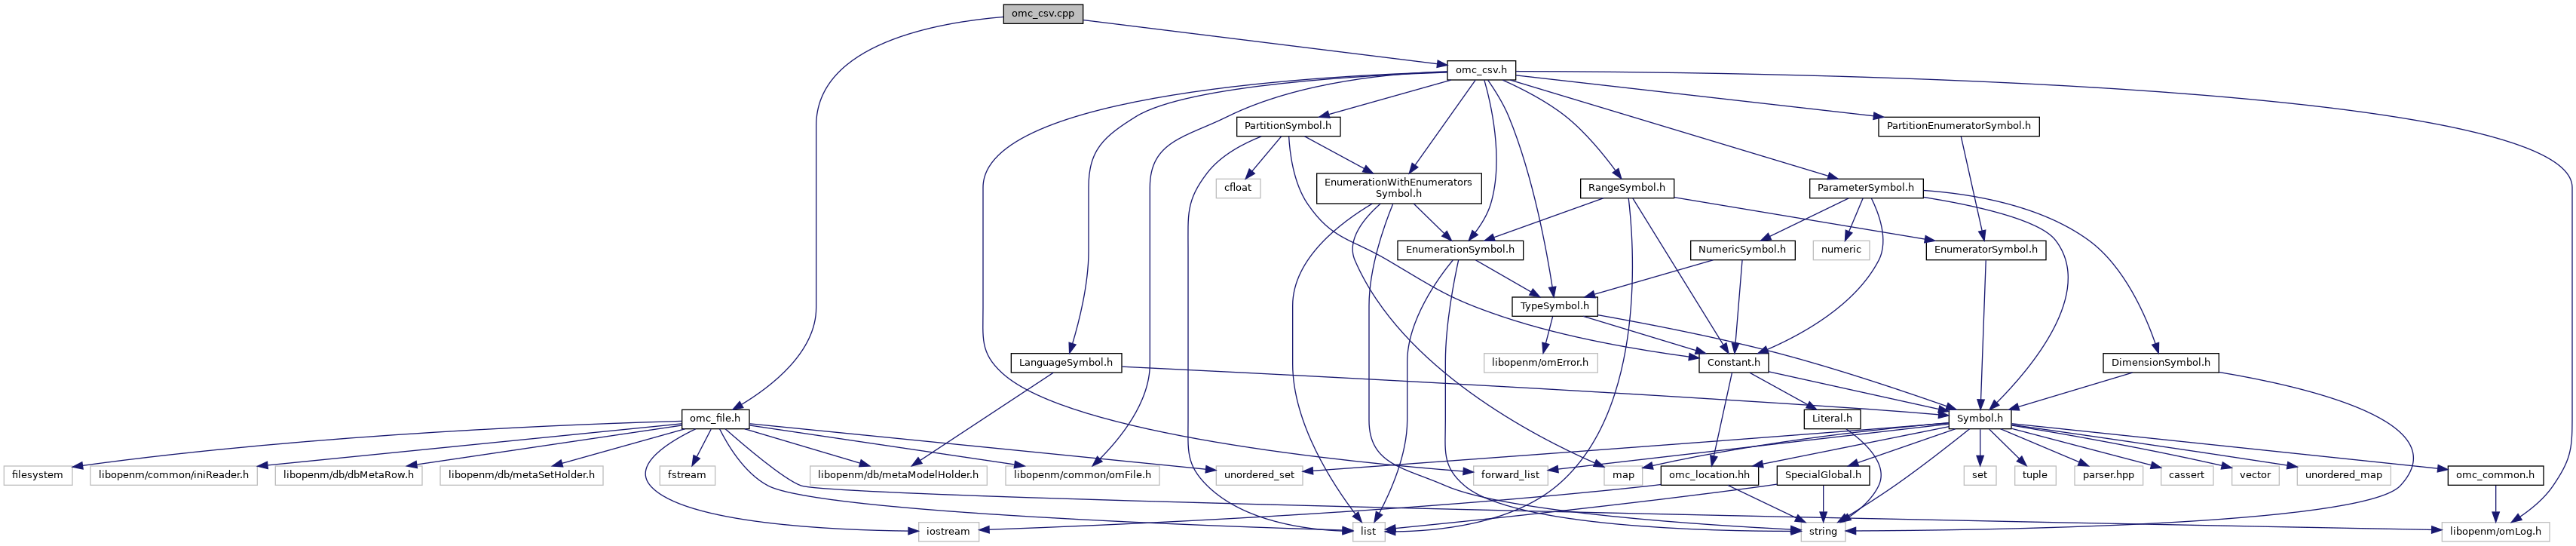 omc_csv.cpp
omc_csv.h
PartitionSymbol.h
PartitionEnumeratorSymbol.h
cfloat
EnumerationWithEnumerators
Symbol.h
RangeSymbol.h
ParameterSymbol.h
EnumerationSymbol.h
NumericSymbol.h
numeric
EnumeratorSymbol.h
TypeSymbol.h
LanguageSymbol.h
libopenm/omError.h
Constant.h
DimensionSymbol.h
omc_file.h
Literal.h
Symbol.h
filesystem
libopenm/common/iniReader.h
libopenm/db/dbMetaRow.h
libopenm/db/metaSetHolder.h
fstream
libopenm/db/metaModelHolder.h
libopenm/common/omFile.h
unordered_set
forward_list
map
omc_location.hh
SpecialGlobal.h
set
tuple
parser.hpp
cassert
vector
unordered_map
omc_common.h
iostream
list
string
libopenm/omLog.h